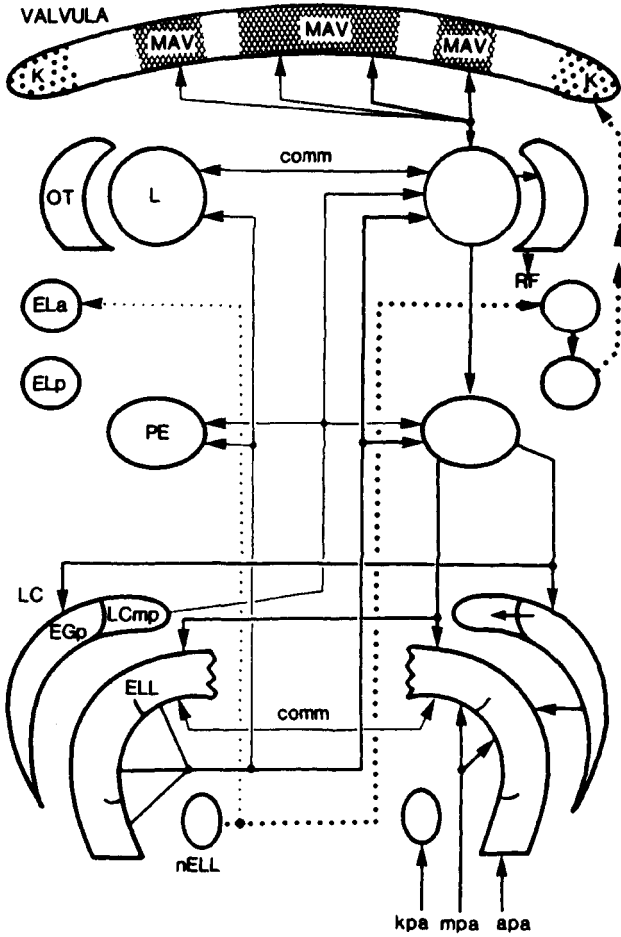 VALVULA
MAV MAV MAV
K K
comm
OT L
RF
ELa
ELp
PE
LC
LCmp
EGp
ELL
comm
nELL
kpa mpa apa